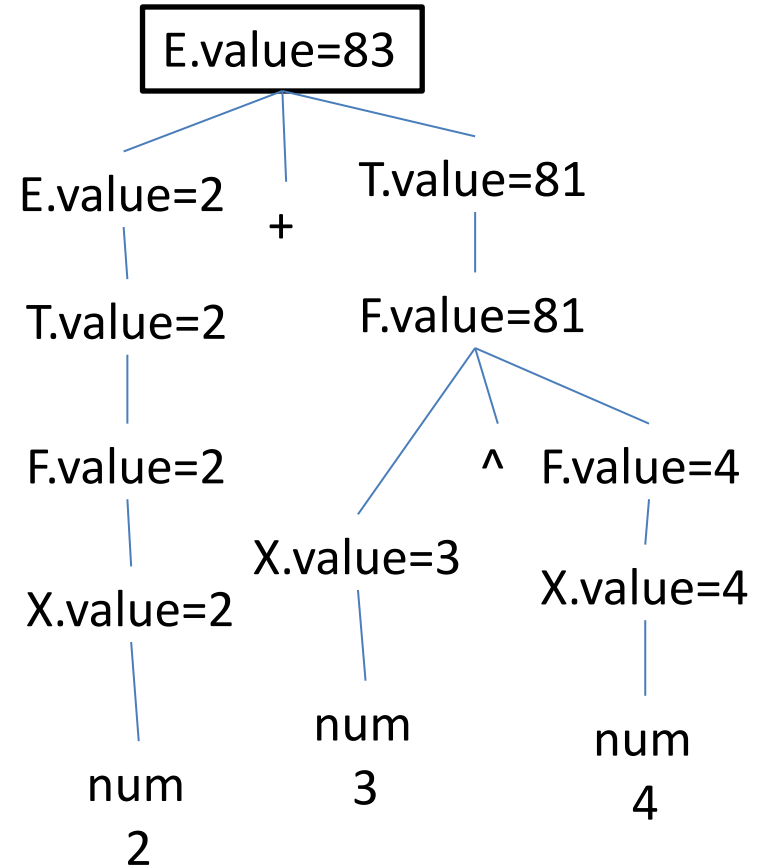 E.value=83
E.value=2 + T.value=81
T.value=2 F.value=81
F.value=2 ^ F.value=4
X.value=2 X.value=3 X.value=4
num num num
2 3 4